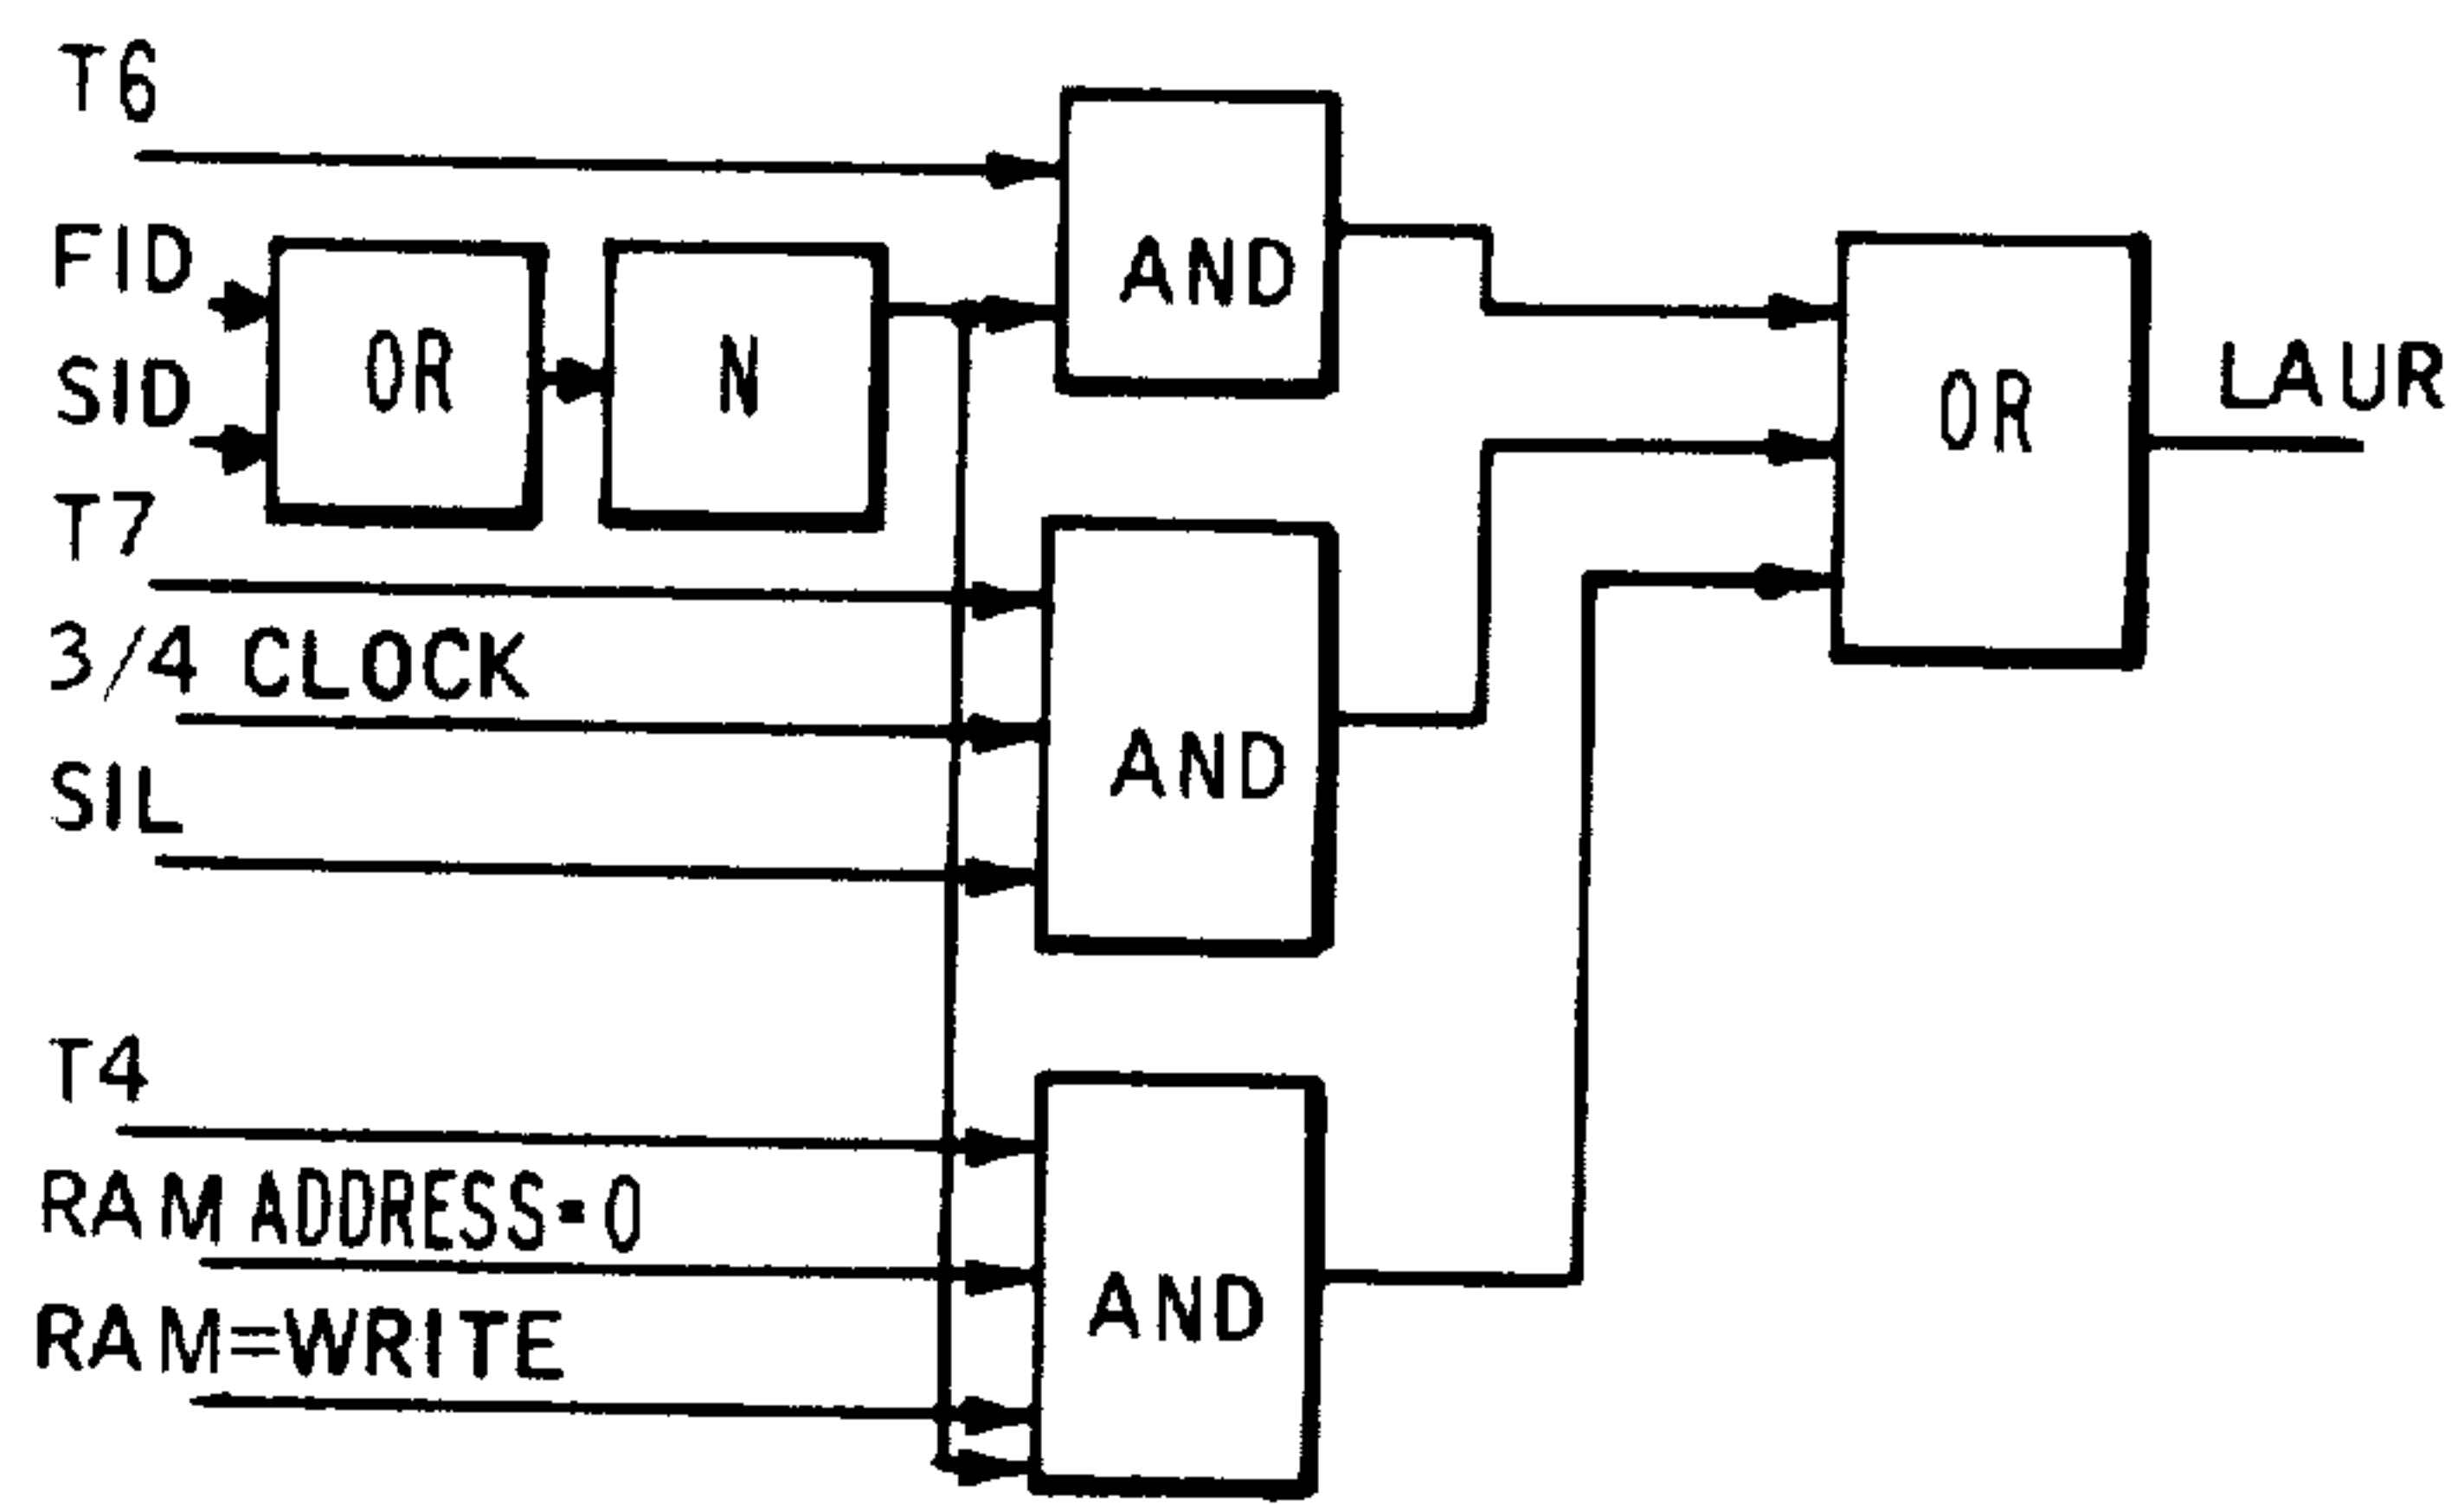 T6
FID
SID
T7
3/4 CLOCK
SIL
T4
RAM ADDRESS=0
RAM=WRITE
OR
N
AND
AND
AND
OR
LAUR